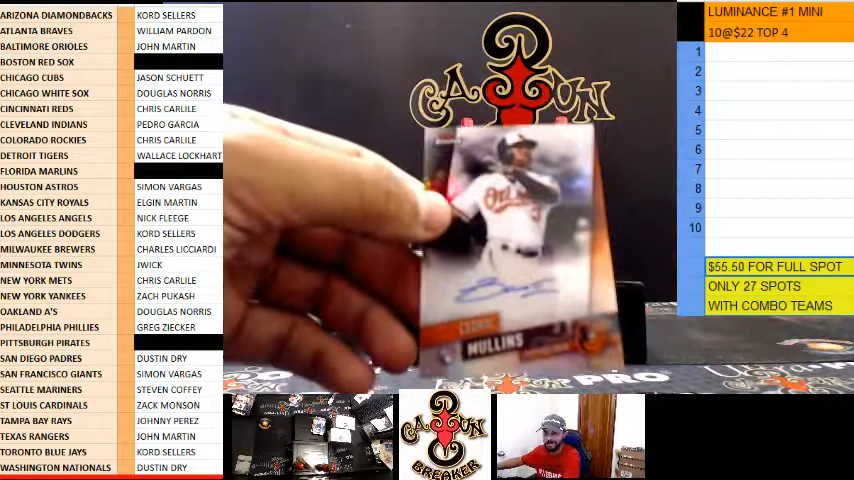 ARIZONA DIAMONDBACKS KORD SELLERS
ATLANTA BRAVES WILLIAM PARDON
BALTIMORE ORIOLES JOHN MARTIN
BOSTON RED SOX
CHICAGO CUBS JASON SCHUETT
CHICAGO WHITE SOX DOUGLAS NORRIS
CINCINNATI REDS CHRIS CARLILE
CLEVELAND INDIANS PEDRO GARCIA
COLORADO ROCKIES CHRIS CARLILE
DETROIT TIGERS WALLACE LOCKHART
FLORIDA MARLINS
HOUSTON ASTROS SIMON VARGAS
KANSAS CITY ROYALS ELGIN MARTIN
LOS ANGELES ANGELS NICK FLEEGE
LOS ANGELES DODGERS KORD SELLERS
MILWAUKEE BREWERS CHARLES LICCIARDI
MINNESOTA TWINS JWICK
NEW YORK METS CHRIS CARLILE
NEW YORK YANKEES ZACH PUKASH
OAKLAND A'S DOUGLAS NORRIS
PHILADELPHIA PHILLIES GREG ZIECKER
PITTSBURGH PIRATES
SAN DIEGO PADRES DUSTIN DRY
SAN FRANCISCO GIANTS SIMON VARGAS
SEATTLE MARINERS STEVEN COFFEY
ST LOUIS CARDINALS ZACK MONSON
TAMPA BAY RAYS JOHNNY PEREZ
TEXAS RANGERS JOHN MARTIN
TORONTO BLUE JAYS KORD SELLERS
WASHINGTON NATIONALS DUSTIN DRY
CAJUN
Orioles
CEDRIC
MULLINS
PRO
CAJUN
BREAKER
LUMINANCE #1 MINI
10@$22 TOP 4
1
2
3
4
5
6
7
8
9
10
$55.50 FOR FULL SPOT
ONLY 27 SPOTS
WITH COMBO TEAMS